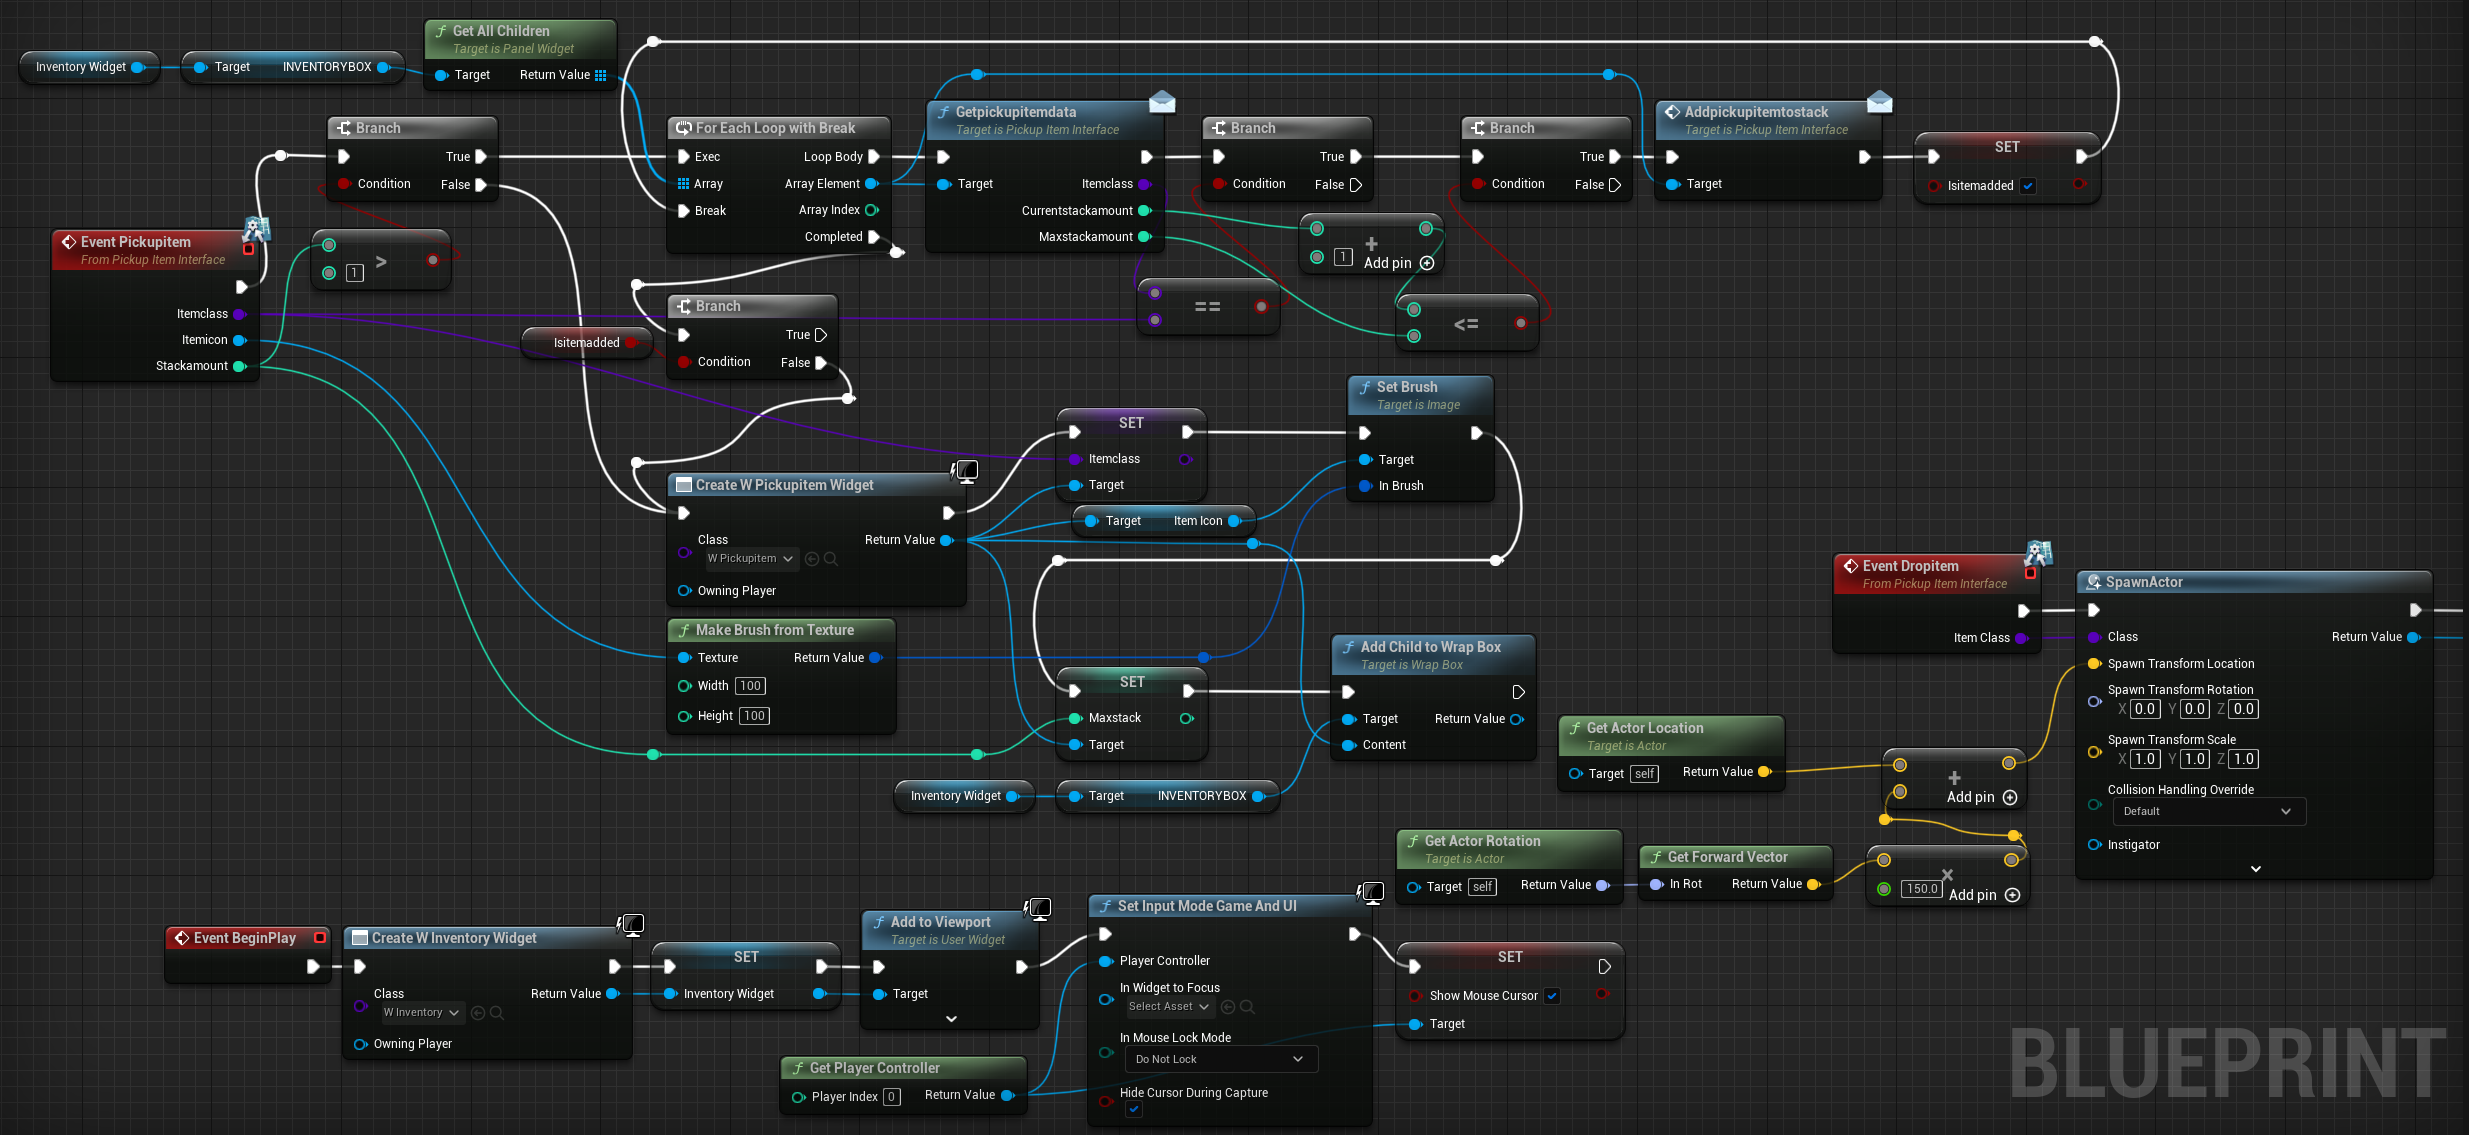 Inventory Widget
Target INVENTORYBOX
Get All Children
Target is Panel Widget
Target Return Value
Branch
True
Condition False
For Each Loop with Break
Exec Loop Body
Array Array Element
Break Array Index
Completed
Getpickupitemdata
Target is Pickup Item Interface
Target Itemclass
Currentstackamount
Maxstackamount
Branch
True
Condition False
Branch
True
Condition False
Addpickupitemtostack
Target is Pickup Item Interface
Target
SET
Isitemadded
Event Pickupitem
From Pickup Item Interface
Itemclass
Itemicon
Stackamount
1 >
+
1 Add pin
==
<=
Isitemadded
Branch
True
Condition False
Create W Pickupitem Widget
Class Return Value
W Pickupitem
Owning Player
SET
Itemclass
Target
Target Item Icon
Set Brush
Target is Image
Target
In Brush
Make Brush from Texture
Texture Return Value
Width 100
Height 100
SET
Maxstack
Target
Add Child to Wrap Box
Target is Wrap Box
Target Return Value
Content
Inventory Widget
Target INVENTORYBOX
Event Dropitem
From Pickup Item Interface
Item Class
SpawnActor
Class Return Value
Spawn Transform Location
Spawn Transform Rotation
X 0.0 Y 0.0 Z 0.0
Spawn Transform Scale
X 1.0 Y 1.0 Z 1.0
Collision Handling Override
Default
Instigator
Get Actor Location
Target is Actor
Target self Return Value
+
Add pin
Get Actor Rotation
Target is Actor
Target self Return Value
Get Forward Vector
In Rot Return Value
×
150.0 Add pin
Event BeginPlay
Create W Inventory Widget
Class Return Value
W Inventory
Owning Player
SET
Inventory Widget
Add to Viewport
Target is User Widget
Target
Get Player Controller
Player Index 0 Return Value
Set Input Mode Game And UI
Player Controller
In Widget to Focus
Select Asset
In Mouse Lock Mode
Do Not Lock
Hide Cursor During Capture
SET
Show Mouse Cursor
Target
BLUEPRINT